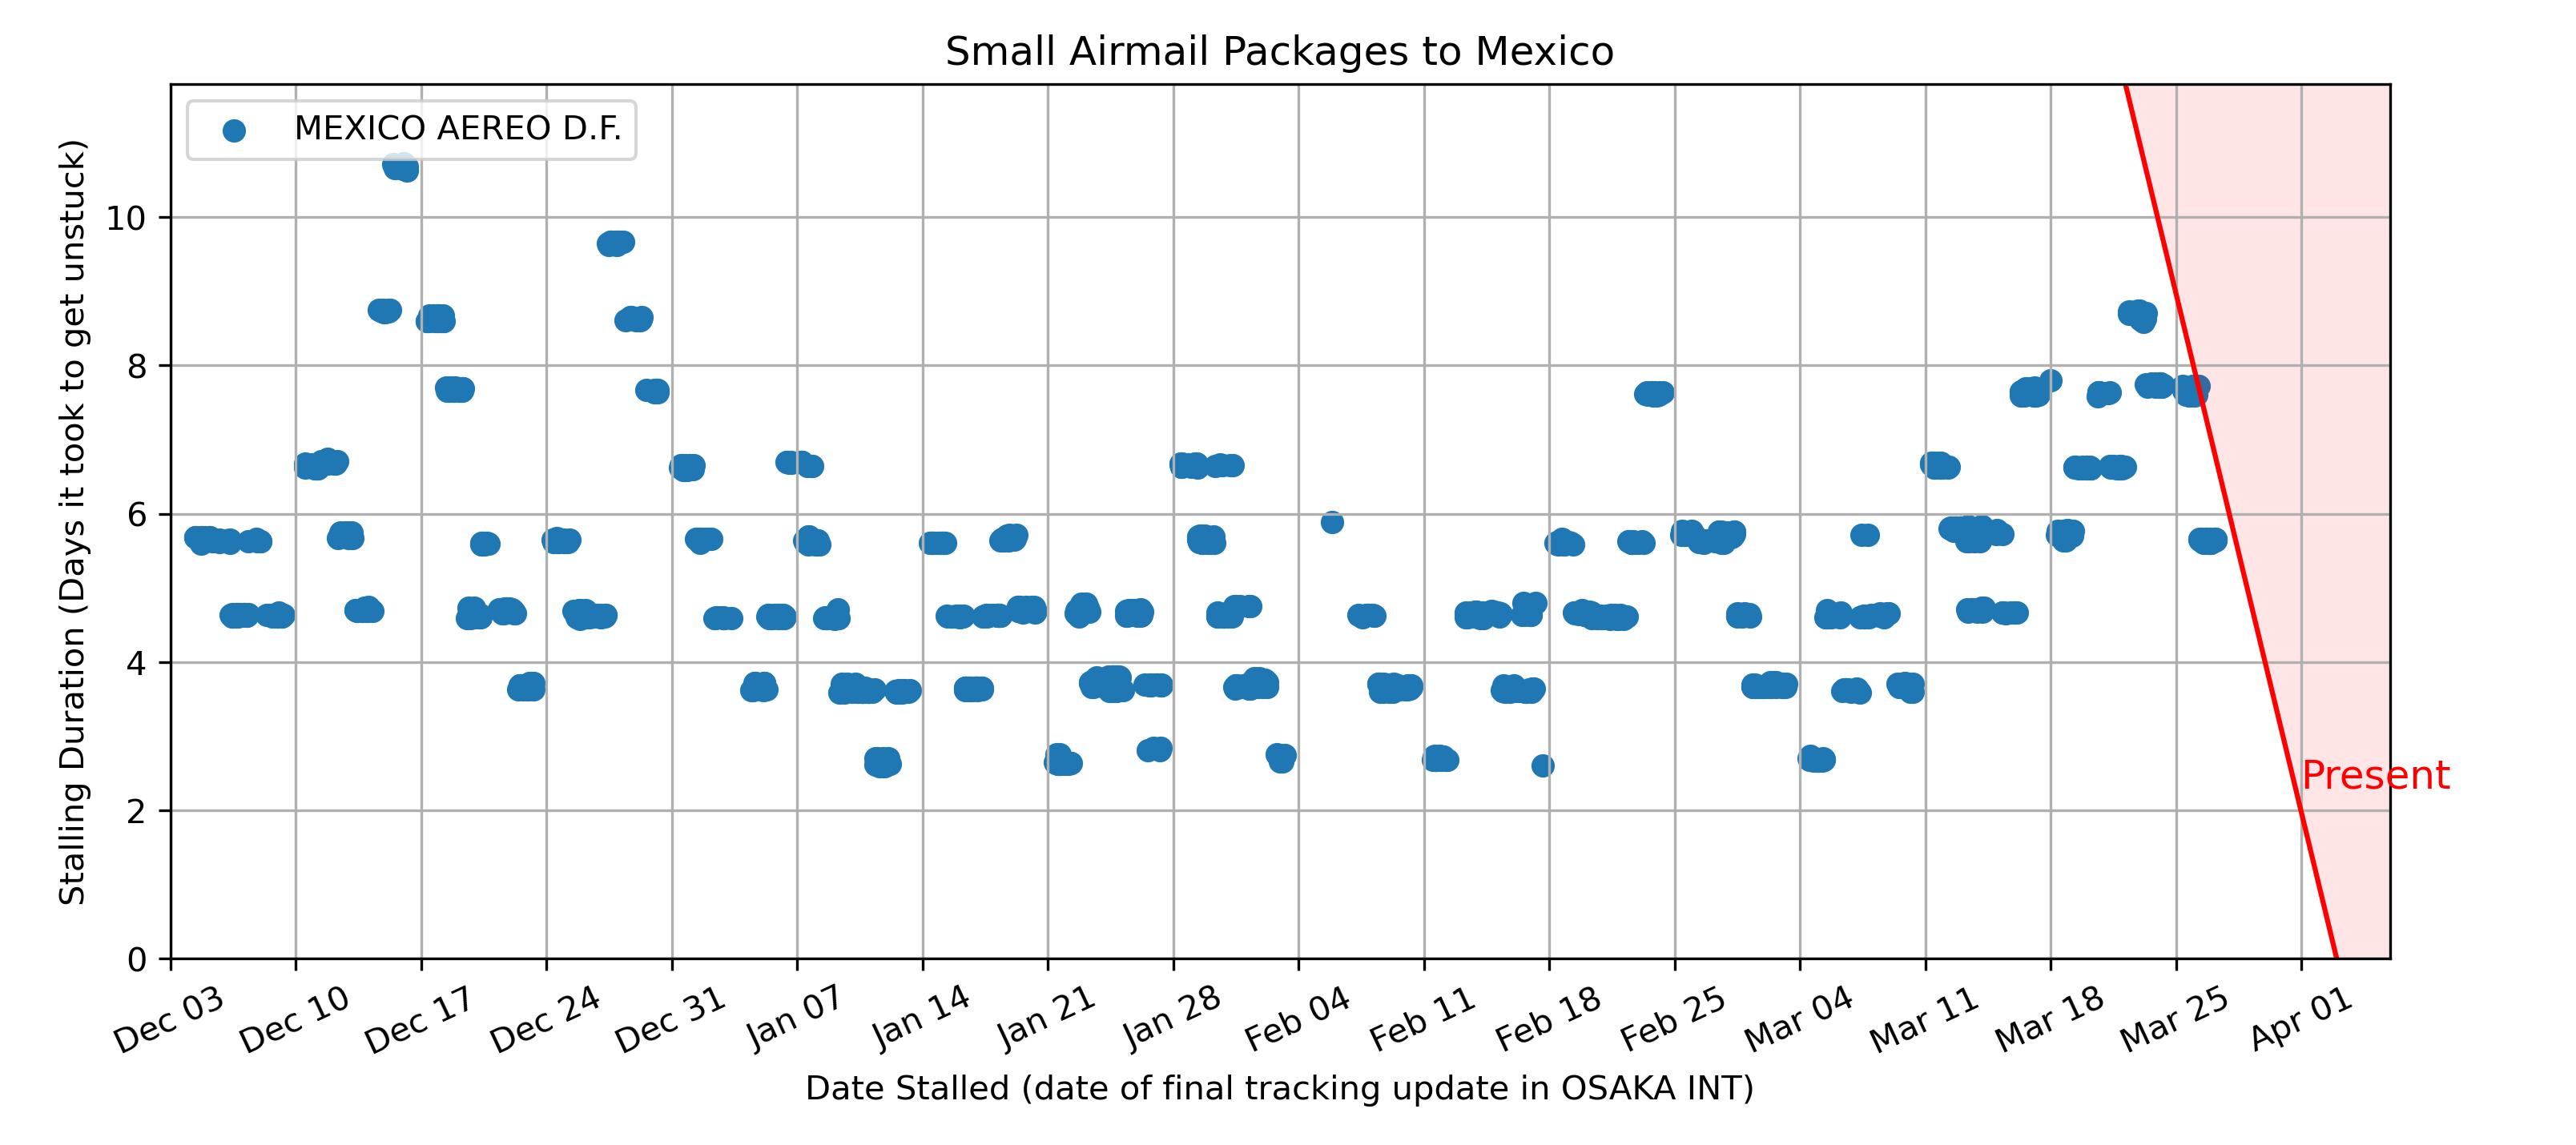 Small Airmail Packages to Mexico
MEXICO AEREO D.F.
Stalling Duration (Days it took to get unstuck)
10
8
6
4
2
0
Present
Dec 03
Dec 10
Dec 17
Dec 24
Dec 31
Jan 07
Jan 14
Jan 21
Jan 28
Feb 04
Feb 11
Feb 18
Feb 25
Mar 04
Mar 11
Mar 18
Mar 25
Apr 01
Date Stalled (date of final tracking update in OSAKA INT)